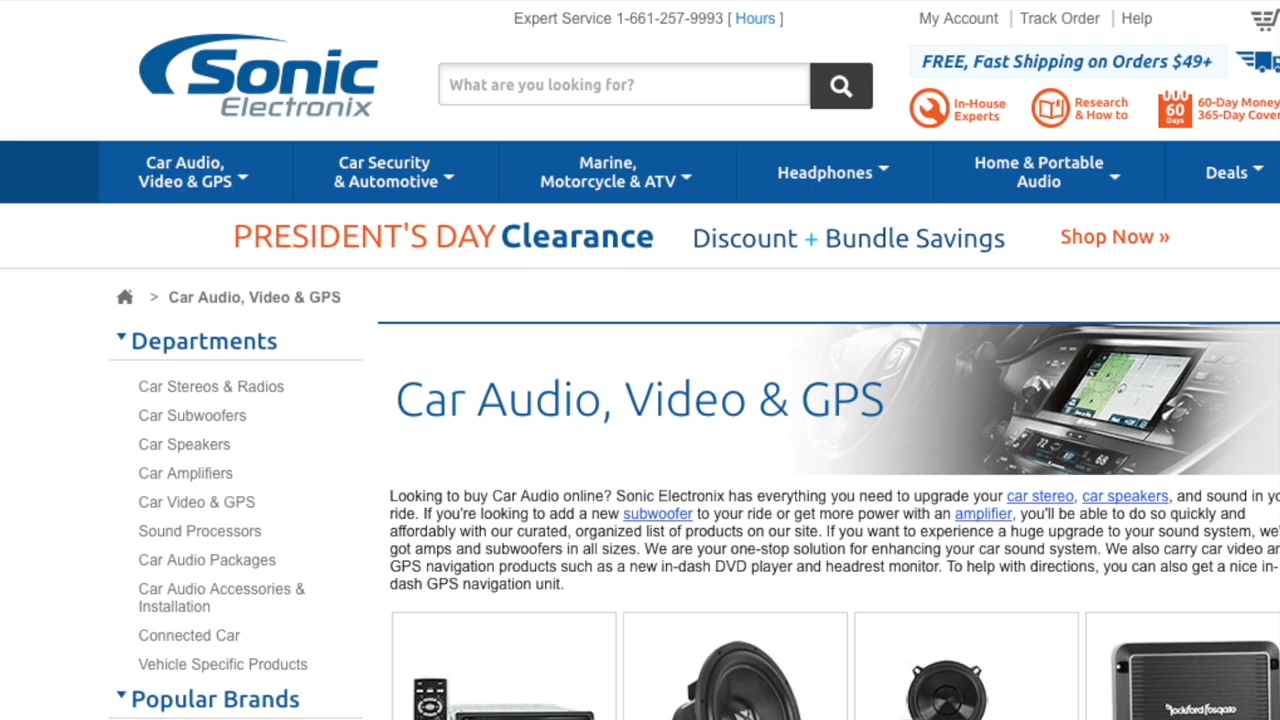 Expert Service 1-661-257-9993 [ Hours ]
My Account | Track Order | Help
Sonic
Electronix
What are you looking for?
FREE, Fast Shipping on Orders $49+
In-House
Experts
Research
& How to
60
Days
60-Day Money
365-Day Cover
Car Audio,
Video & GPS
Car Security
& Automotive
Marine,
Motorcycle & ATV
Headphones
Home & Portable
Audio
Deals
PRESIDENT'S DAY Clearance Discount + Bundle Savings Shop Now »
> Car Audio, Video & GPS
Departments
Car Stereos & Radios
Car Subwoofers
Car Speakers
Car Amplifiers
Car Video & GPS
Sound Processors
Car Audio Packages
Car Audio Accessories &
Installation
Connected Car
Vehicle Specific Products
Popular Brands
Car Audio, Video & GPS
Looking to buy Car Audio online? Sonic Electronix has everything you need to upgrade your car stereo, car speakers, and sound in yo
ride. If you're looking to add a new subwoofer to your ride or get more power with an amplifier, you'll be able to do so quickly and
affordably with our curated, organized list of products on our site. If you want to experience a huge upgrade to your sound system, we'
got amps and subwoofers in all sizes. We are your one-stop solution for enhancing your car sound system. We also carry car video an
GPS navigation products such as a new in-dash DVD player and headrest monitor. To help with directions, you can also get a nice in-
dash GPS navigation unit.
Rockford Fosgate